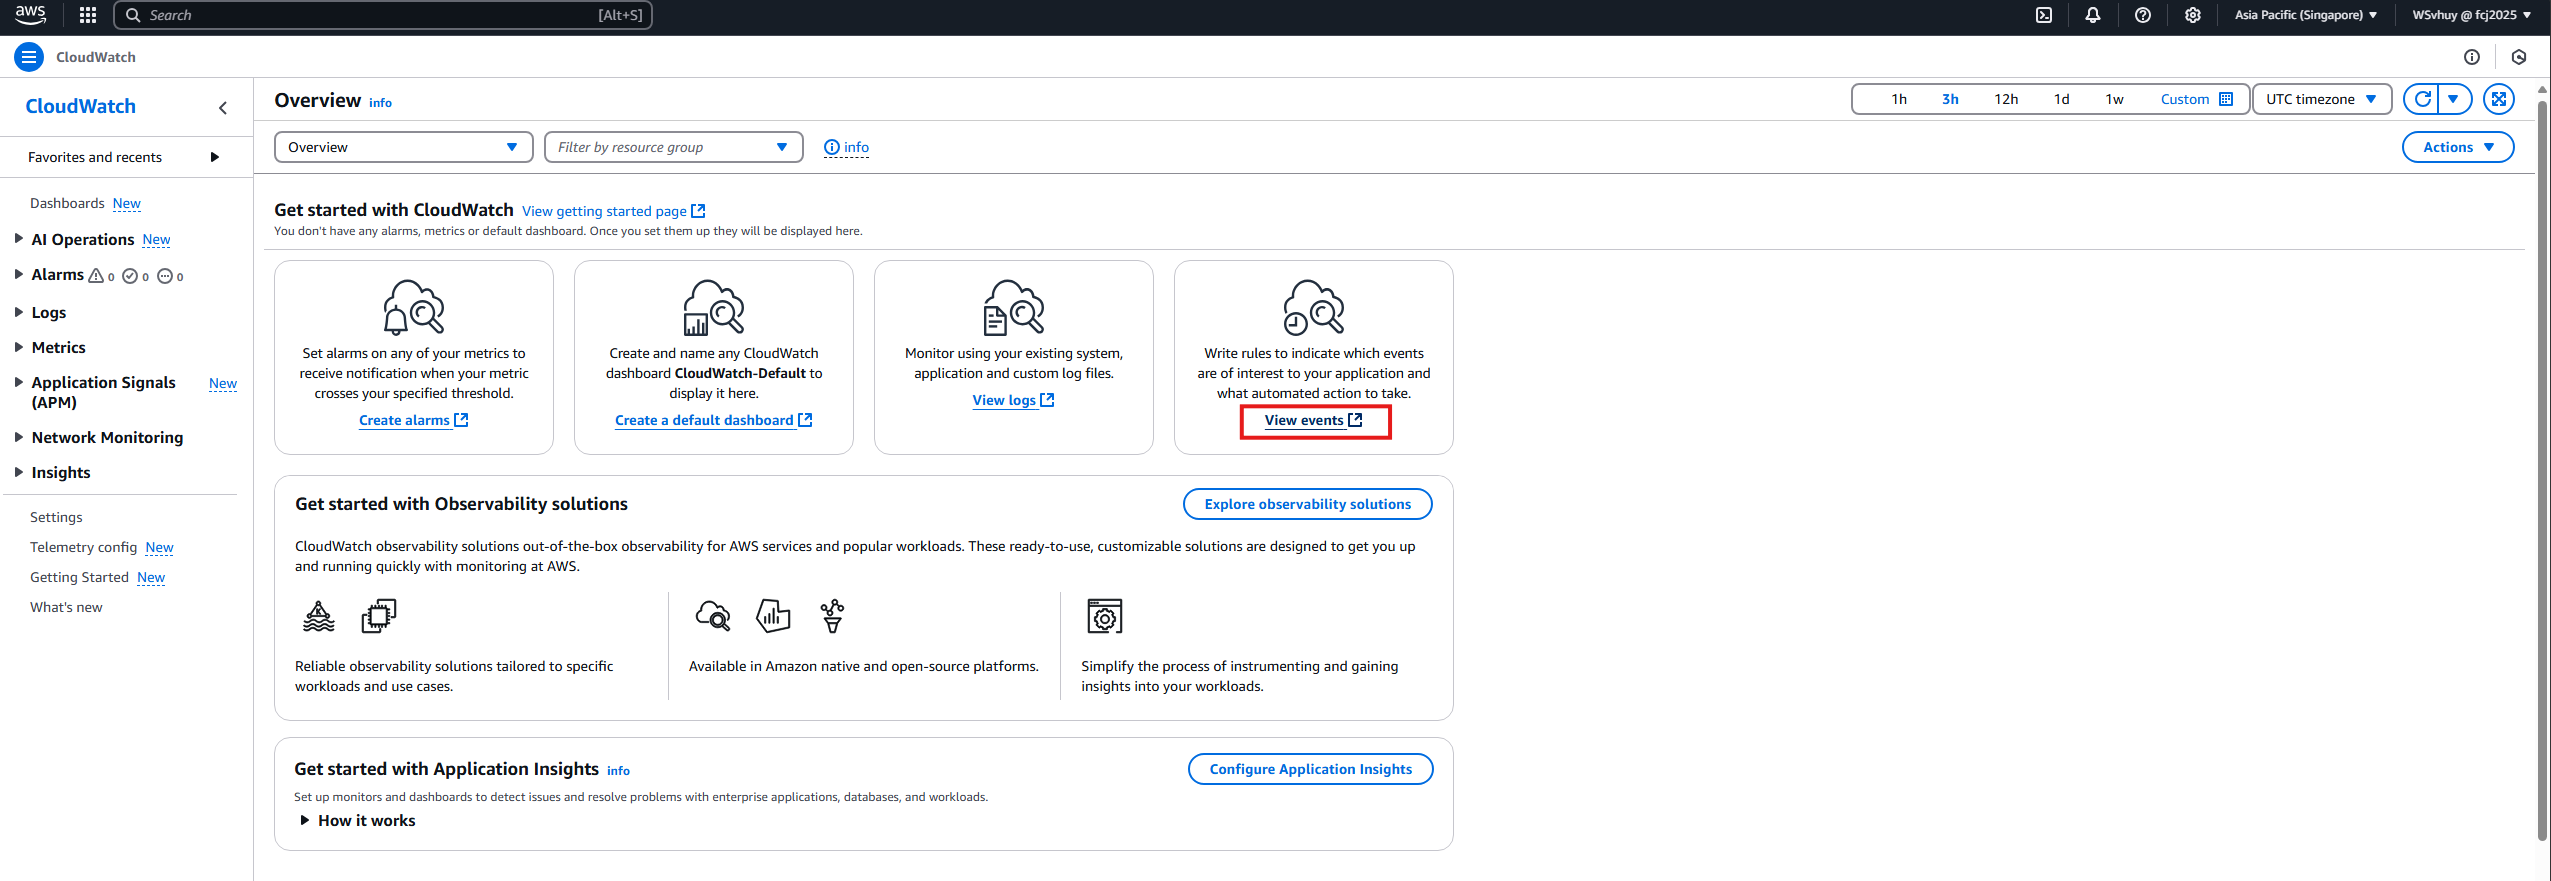 aws
Search [Alt+S]
Asia Pacific (Singapore)
WSvhuy @ fcj2025
CloudWatch
CloudWatch
Favorites and recents
Dashboards New
AI Operations New
Alarms 0 0 0
Logs
Metrics
Application Signals New
(APM)
Network Monitoring
Insights
Settings
Telemetry config New
Getting Started New
What's new
Overview info
1h 3h 12h 1d 1w Custom
UTC timezone
Overview
Filter by resource group
info
Actions
Get started with CloudWatch View getting started page
You don't have any alarms, metrics or default dashboard. Once you set them up they will be displayed here.
Set alarms on any of your metrics to
receive notification when your metric
crosses your specified threshold.
Create alarms
Create and name any CloudWatch
dashboard CloudWatch-Default to
display it here.
Create a default dashboard
Monitor using your existing system,
application and custom log files.
View logs
Write rules to indicate which events
are of interest to your application and
what automated action to take.
View events
Get started with Observability solutions
Explore observability solutions
CloudWatch observability solutions out-of-the-box observability for AWS services and popular workloads. These ready-to-use, customizable solutions are designed to get you up
and running quickly with monitoring at AWS.
Reliable observability solutions tailored to specific
workloads and use cases.
Available in Amazon native and open-source platforms.
Simplify the process of instrumenting and gaining
insights into your workloads.
Get started with Application Insights info
Configure Application Insights
Set up monitors and dashboards to detect issues and resolve problems with enterprise applications, databases, and workloads.
How it works